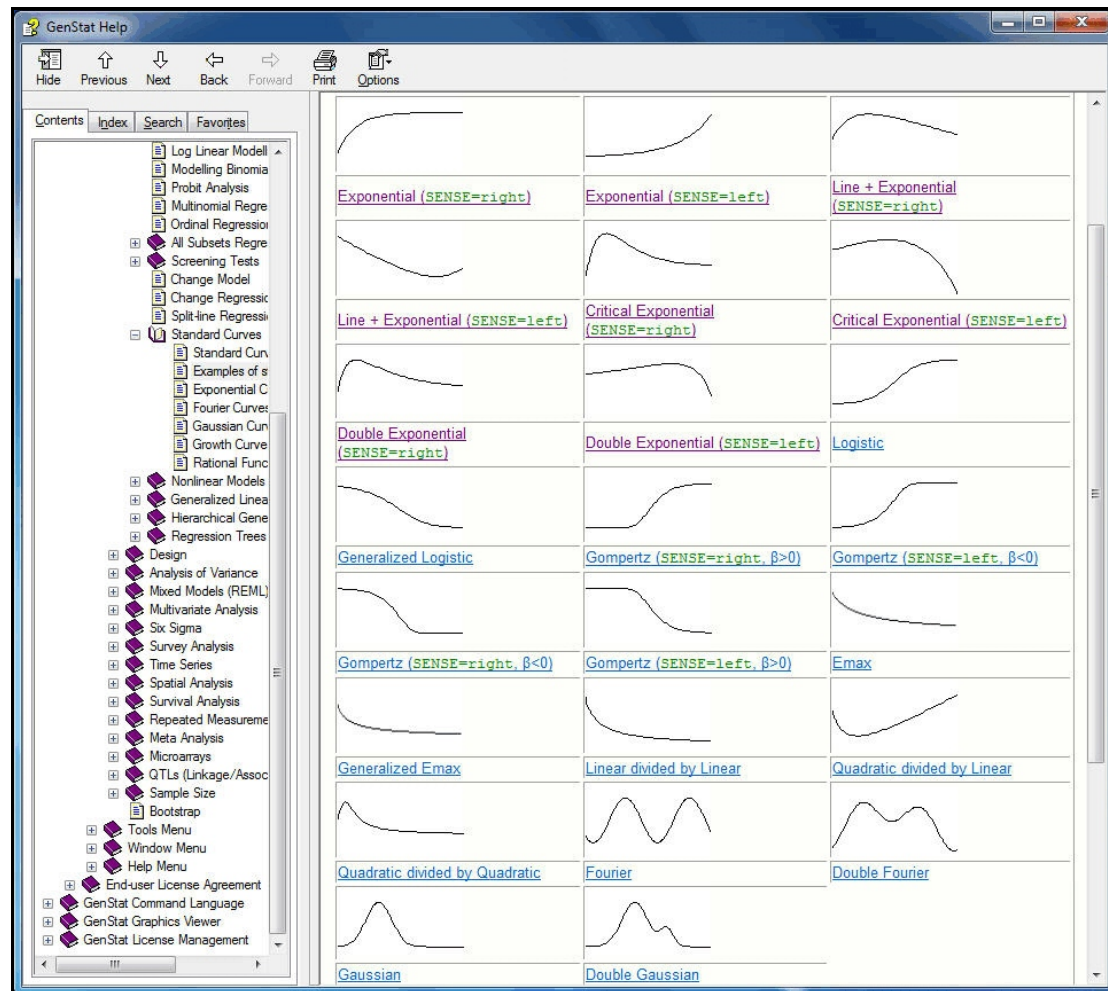 GenStat Help
Hide Previous Next Back Forward Print Options
Contents Index Search Favorites
Log Linear Modell
Modelling Binomia
Probit Analysis
Multinomial Regre
Ordinal Regression
All Subsets Regre
Screening Tests
Change Model
Change Regressic
Split-line Regressi
Standard Curves
Standard Curv
Examples of s
Exponential C
Fourier Curves
Gaussian Curv
Growth Curve
Rational Func
Nonlinear Models
Generalized Linea
Hierarchical Gene
Regression Trees
Design
Analysis of Variance
Mixed Models (REML)
Multivariate Analysis
Six Sigma
Survey Analysis
Time Series
Spatial Analysis
Survival Analysis
Repeated Measureme
Meta Analysis
Microarrays
QTLs (Linkage/Assoc
Sample Size
Bootstrap
Tools Menu
Window Menu
Help Menu
End-user License Agreement
GenStat Command Language
GenStat Graphics Viewer
GenStat License Management
Exponential (SENSE=right)
Exponential (SENSE=left)
Line + Exponential
(SENSE=right)
Line + Exponential (SENSE=left)
Critical Exponential
(SENSE=right)
Critical Exponential (SENSE=left)
Double Exponential
(SENSE=right)
Double Exponential (SENSE=left)
Logistic
Generalized Logistic
Gompertz (SENSE=right, β>0)
Gompertz (SENSE=left, β<0)
Gompertz (SENSE=right, β<0)
Gompertz (SENSE=left, β>0)
Emax
Generalized Emax
Linear divided by Linear
Quadratic divided by Linear
Quadratic divided by Quadratic
Fourier
Double Fourier
Gaussian
Double Gaussian